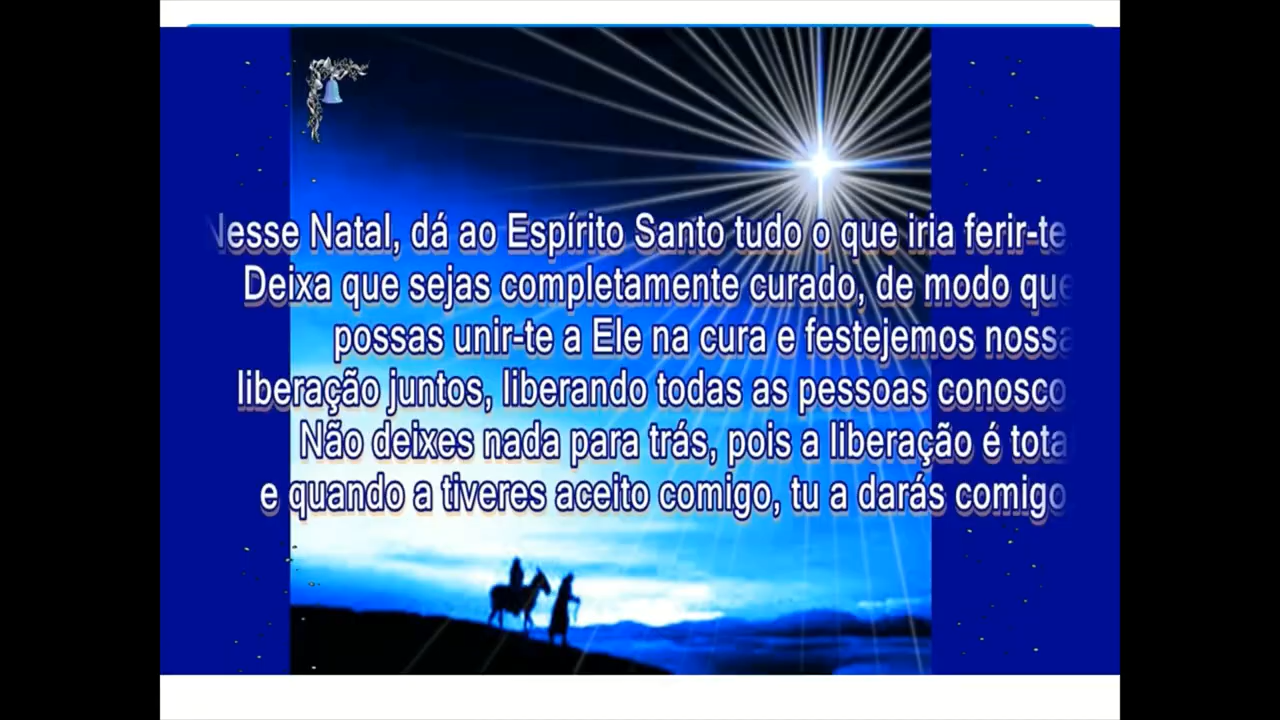 Nesse Natal, dá ao Espírito Santo tudo o que iria ferir-te
Deixa que sejas completamente curado, de modo que
possas unir-te a Ele na cura e festejemos nossa
liberação juntos, liberando todas as pessoas conosco
Não deixes nada para trás, pois a liberação é total
e quando a tiveres aceito comigo, tu a darás comigo